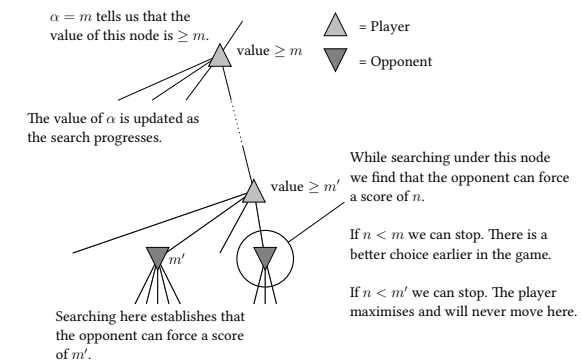 α = m tells us that the
value of this node is ≥ m.
value ≥ m
= Player
= Opponent
The value of α is updated as
the search progresses.
value ≥ m′
While searching under this node
we find that the opponent can force
a score of n.
If n < m we can stop. There is a
better choice earlier in the game.
If n < m′ we can stop. The player
maximises and will never move here.
m′
Searching here establishes that
the opponent can force a score
of m′.